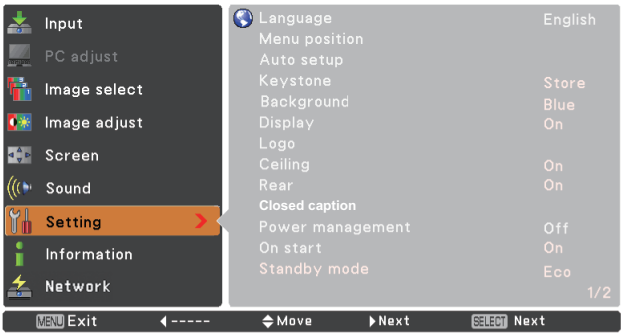 Input
PC adjust
Image select
Image adjust
Screen
Sound
Setting
Information
Network
Language English
Menu position
Auto setup
Keystone Store
Background Blue
Display On
Logo
Ceiling On
Rear On
Closed caption
Power management Off
On start On
Standby mode Eco
1/2
MENU Exit ----- Move Next SELECT Next